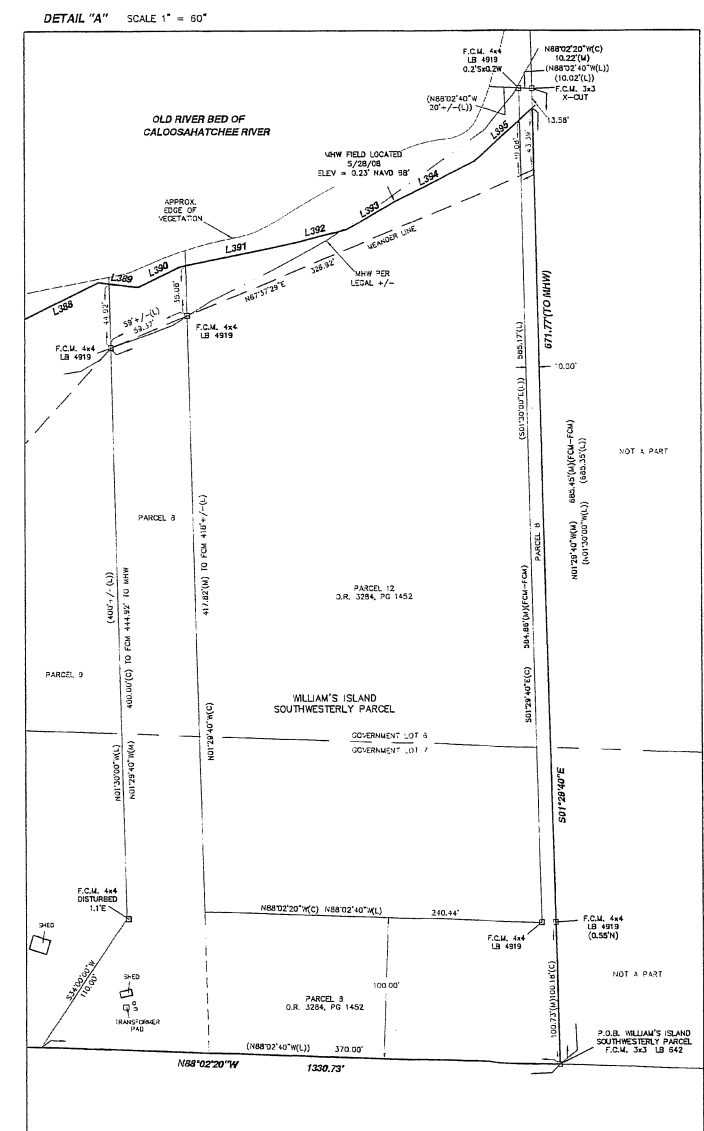 DETAIL "A" SCALE 1" = 60"
F.C.M. 4x4
LB 4919
0.2'Sx0.2W
N88°02'20"W(C)
10.22'(M)
(N88°02'40"W(L))
(10.02'(L))
F.C.M. 3x3
X-CUT
(N88°02'40"W
20'+/-(L))
13.58'
OLD RIVER BED OF
CALOOSAHATCHEE RIVER
MHW FIELD LOCATED
5/28/08
ELEV = 0.23' NAVD 98'
L395
43.39'
L394
APPROX.
EDGE OF
VEGETATION
L393
L392
L391
MEANDER LINE
328.92'
N67°37'29"E
MHW PER
LEGAL +/-
L390
L389
L388
44.92'
35.08'
59'+/-(L)
59.37'
F.C.M. 4x4
LB 4919
F.C.M. 4x4
LB 4919
671.77'(TO MHW)
585.17'(L)
(S01°30'00"E(L))
10.00'
NOT A PART
N01°29'40"W(M) 685.45'(M)(FCM-FCM)
(N01°30'00"W(L)) (685.35'(L))
PARCEL 8
PARCEL 8
417.82'(M) TO FCM 418'+/-(L)
PARCEL 12
O.R. 3284, PG 1452
584.86'(M)(FCM-FCM)
(400'+/-(L))
400.00'(C) TO FCM 444.92' TO MHW
PARCEL 9
S01°29'40"E(C)
WILLIAM'S ISLAND
SOUTHWESTERLY PARCEL
N01°29'40"W(C)
GOVERNMENT LOT 6
GOVERNMENT LOT 7
N01°30'00"W(L)
N01°29'40"W(M)
S01°29'40"E
F.C.M. 4x4
DISTURBED
1.1'E
N88°02'20"W(C) N88°02'40"W(L) 240.44'
F.C.M. 4x4
LB 4919
F.C.M. 4x4
LB 4919
(0.55'N)
SHED
S34°00'00"W
110.00'
SHED
TRANSFORMER
PAD
100.00'
PARCEL 8
O.R. 3284, PG 1452
100.73'(M)100.18'(C)
NOT A PART
P.O.B. WILLIAM'S ISLAND
SOUTHWESTERLY PARCEL
F.C.M. 3x3 LB 642
(N88°02'40"W(L)) 370.00'
N88°02'20"W 1330.73'